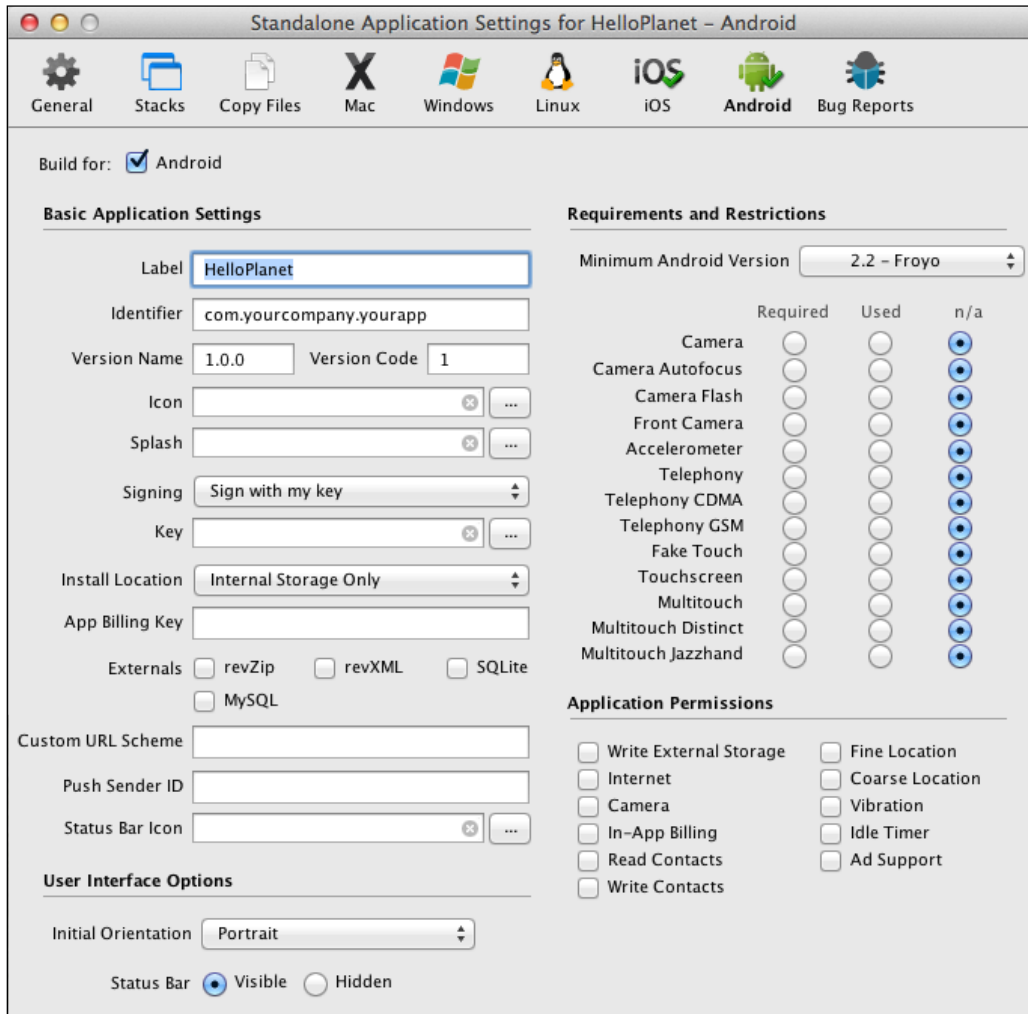 Standalone Application Settings for HelloPlanet – Android
General Stacks Copy Files Mac Windows Linux iOS Android Bug Reports
iOS
Build for: Android
Basic Application Settings
Label HelloPlanet
Identifier com.yourcompany.yourapp
Version Name 1.0.0 Version Code 1
Icon ...
Splash ...
Signing Sign with my key
Key ...
Install Location Internal Storage Only
App Billing Key
Externals revZip revXML SQLite
MySQL
Custom URL Scheme
Push Sender ID
Status Bar Icon ...
User Interface Options
Initial Orientation Portrait
Status Bar Visible Hidden
Requirements and Restrictions
Minimum Android Version 2.2 – Froyo
Required Used n/a
Camera
Camera Autofocus
Camera Flash
Front Camera
Accelerometer
Telephony
Telephony CDMA
Telephony GSM
Fake Touch
Touchscreen
Multitouch
Multitouch Distinct
Multitouch Jazzhand
Application Permissions
Write External Storage Fine Location
Internet Coarse Location
Camera Vibration
In-App Billing Idle Timer
Read Contacts Ad Support
Write Contacts